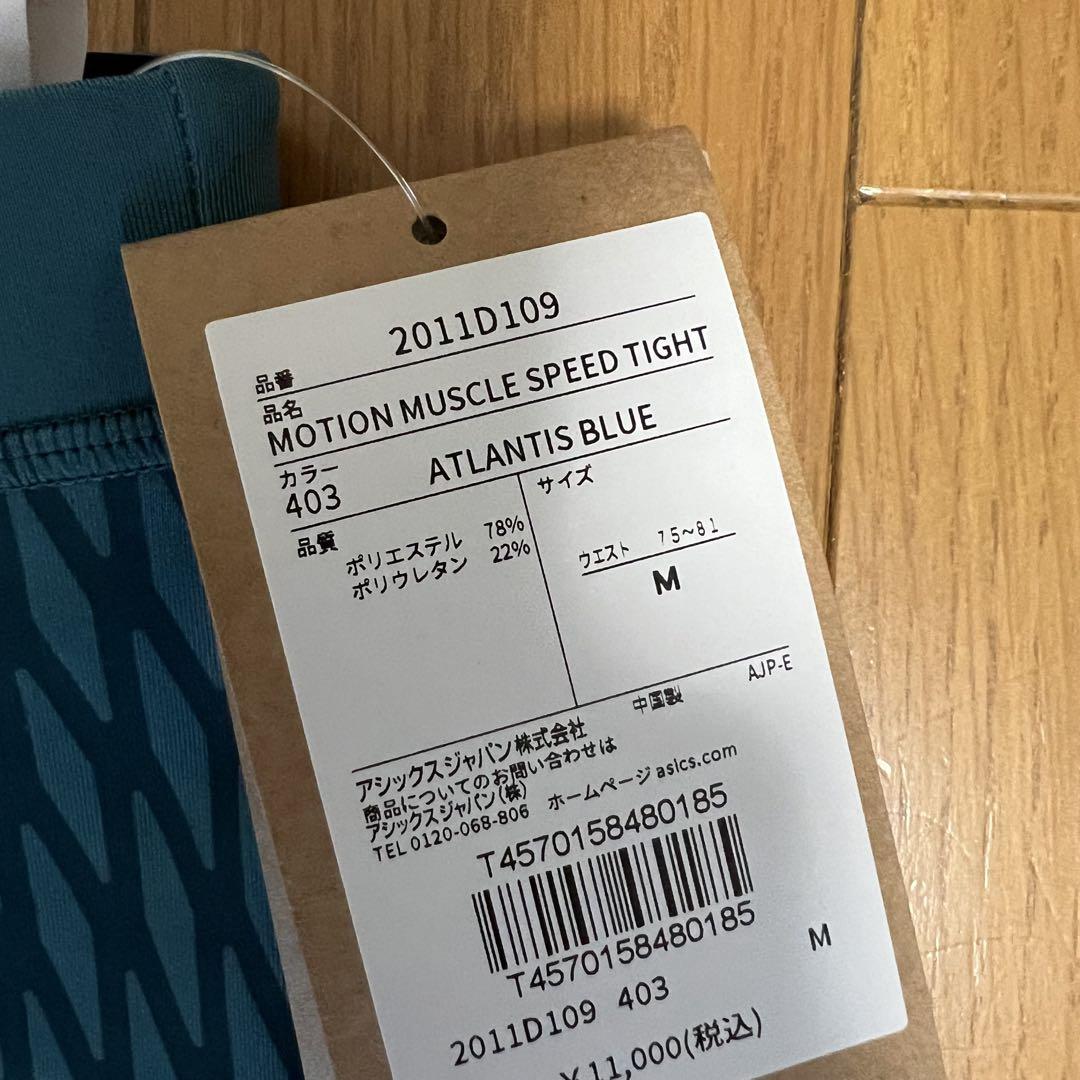 2011D109
品番
品名
MOTION MUSCLE SPEED TIGHT
カラー
403 ATLANTIS BLUE
品質
ポリエステル 78%
ポリウレタン 22%
サイズ
ウエスト 75~81
M
中国製 AJP-E
アシックスジャパン株式会社
商品についてのお問い合わせは
アシックスジャパン(株)
TEL 0120-068-806 ホームページ asics.com
T4570158480185
T4570158480185
M
2011D109 403
¥11,000(税込)